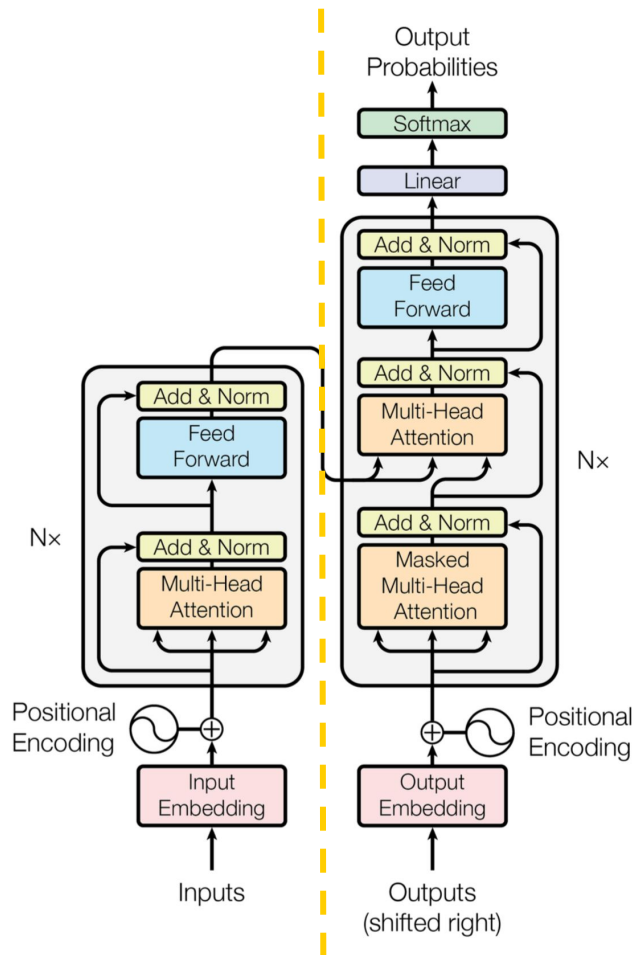 Output
Probabilities
Softmax
Linear
Add & Norm
Feed
Forward
Add & Norm
Multi-Head
Attention
Nx
Add & Norm
Masked
Multi-Head
Attention
Positional
Encoding
Output
Embedding
Outputs
(shifted right)
Add & Norm
Feed
Forward
Nx
Add & Norm
Multi-Head
Attention
Positional
Encoding
Input
Embedding
Inputs